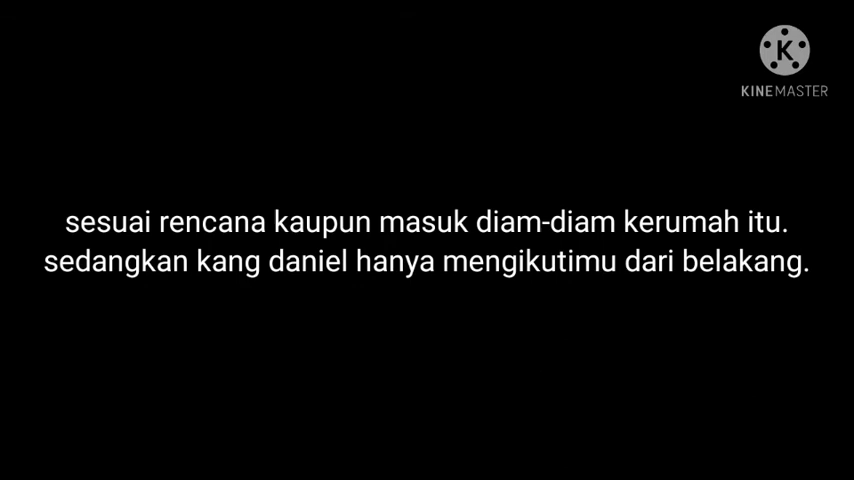 K
KINEMASTER
sesuai rencana kaupun masuk diam-diam kerumah itu.
sedangkan kang daniel hanya mengikutimu dari belakang.